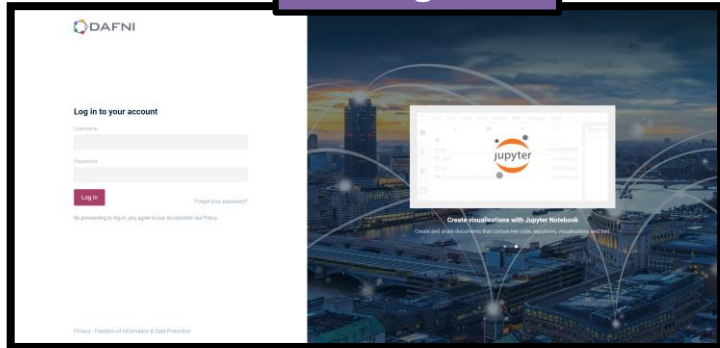 DAFNI
Log in to your account
Username
Password
Log in
Forgot your password?
By proceeding to log in, you agree to our Acceptable Use Policy.
Privacy - Freedom of Information & Data Protection
jupyter
Create visualisations with Jupyter Notebook
Create and share documents that contain live code, equations, visualisations and text.